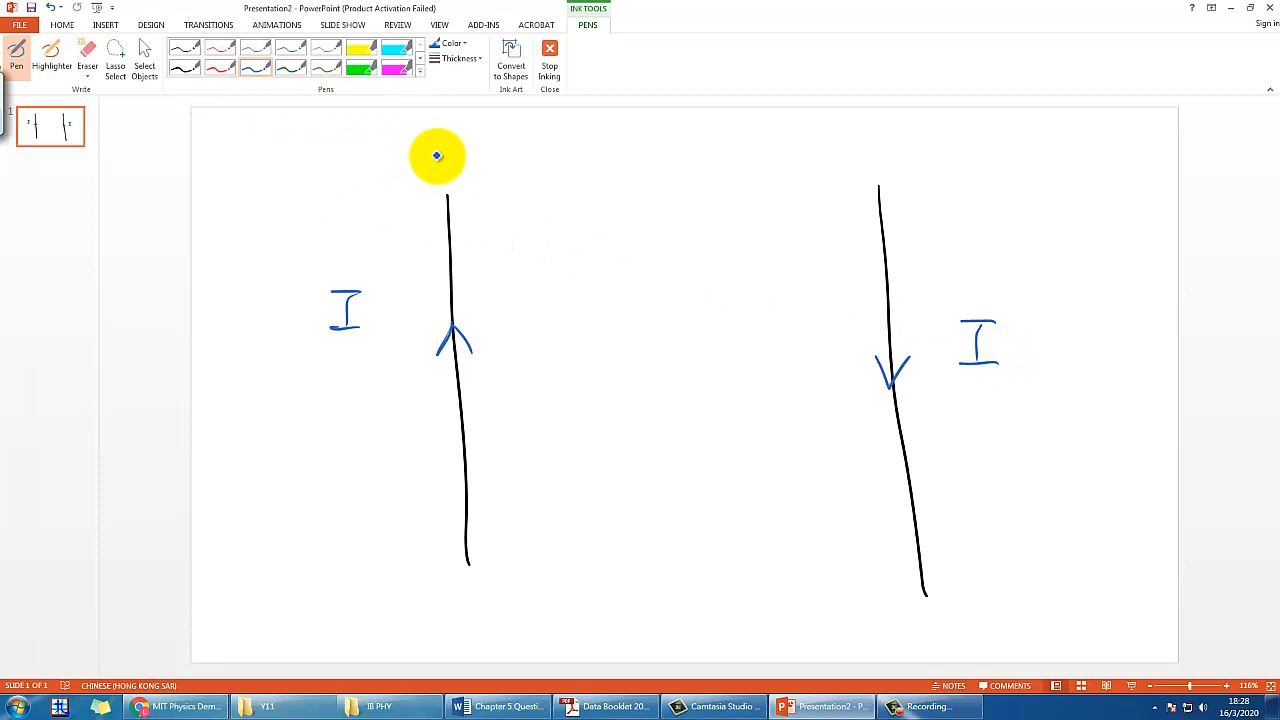 Presentation2 - PowerPoint (Product Activation Failed)
INK TOOLS
FILE HOME INSERT DESIGN TRANSITIONS ANIMATIONS SLIDE SHOW REVIEW VIEW ADD-INS ACROBAT PENS
Sign in
Pen Highlighter Eraser Lasso Select Select Objects
Color
Thickness
Convert to Shapes
Stop Inking
Write Pens Ink Art Close
1
I
I
SLIDE 1 OF 1 CHINESE (HONG KONG SAR) NOTES COMMENTS 116%
MIT Physics Dem... Y11 IB PHY Chapter 5 Questi... Data Booklet 20... Camtasia Studio ... Presentation2 - P... Recording...
18:28
16/3/2020